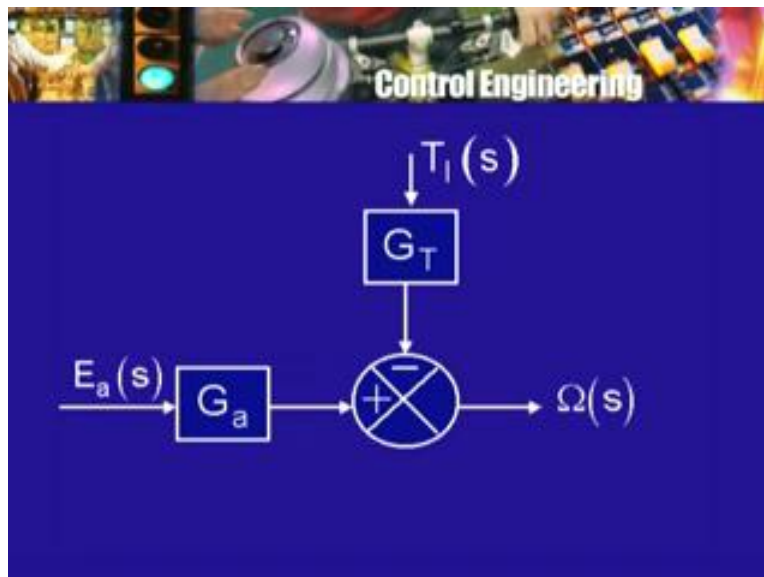 Control Engineering
T_l(s)
G_T
E_a(s)
G_a
+
−
Ω(s)